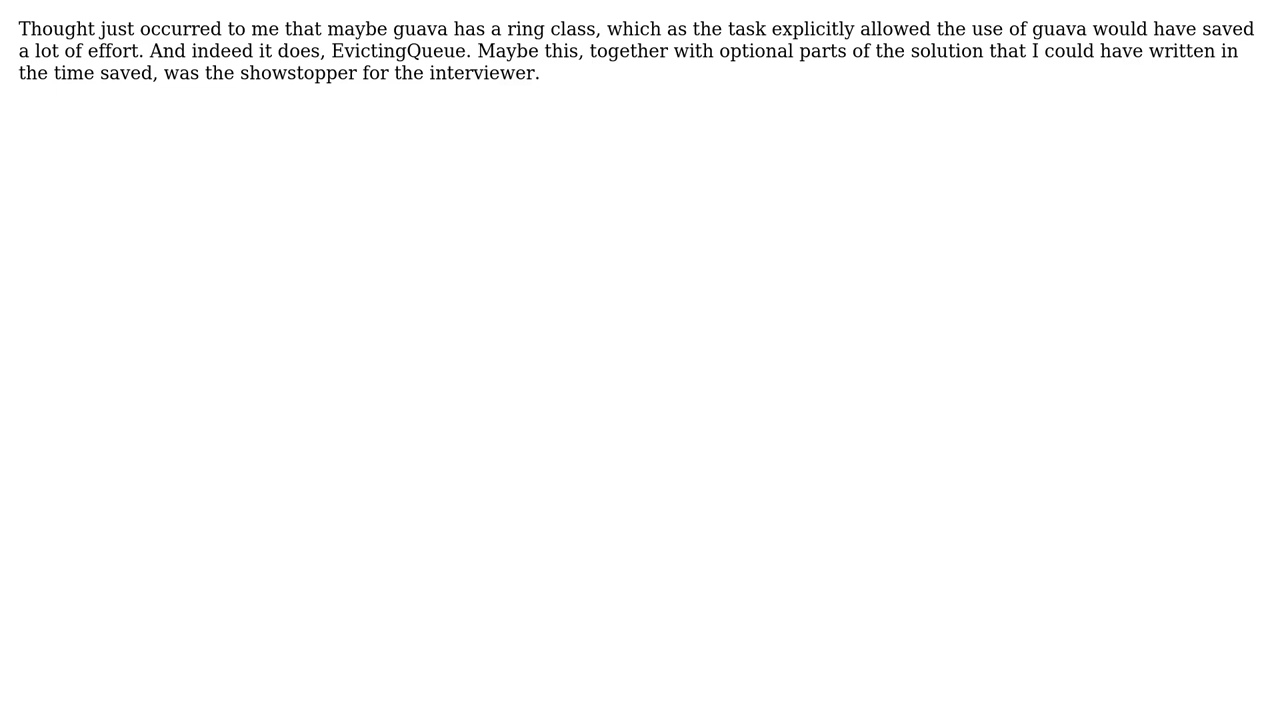 Thought just occurred to me that maybe guava has a ring class, which as the task explicitly allowed the use of guava would have saved
a lot of effort. And indeed it does, EvictingQueue. Maybe this, together with optional parts of the solution that I could have written in
the time saved, was the showstopper for the interviewer.